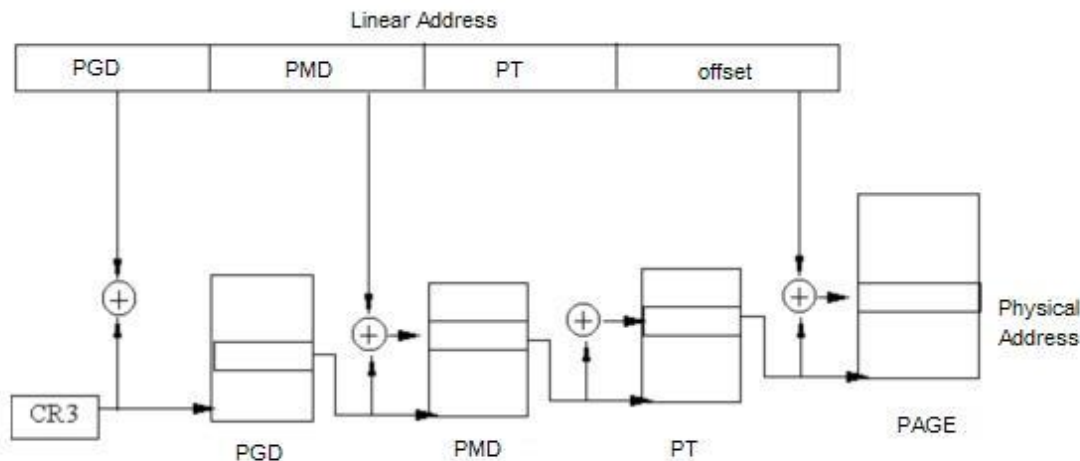 Linear Address
PGD PMD PT offset
Physical
Address
CR3
PGD PMD PT PAGE